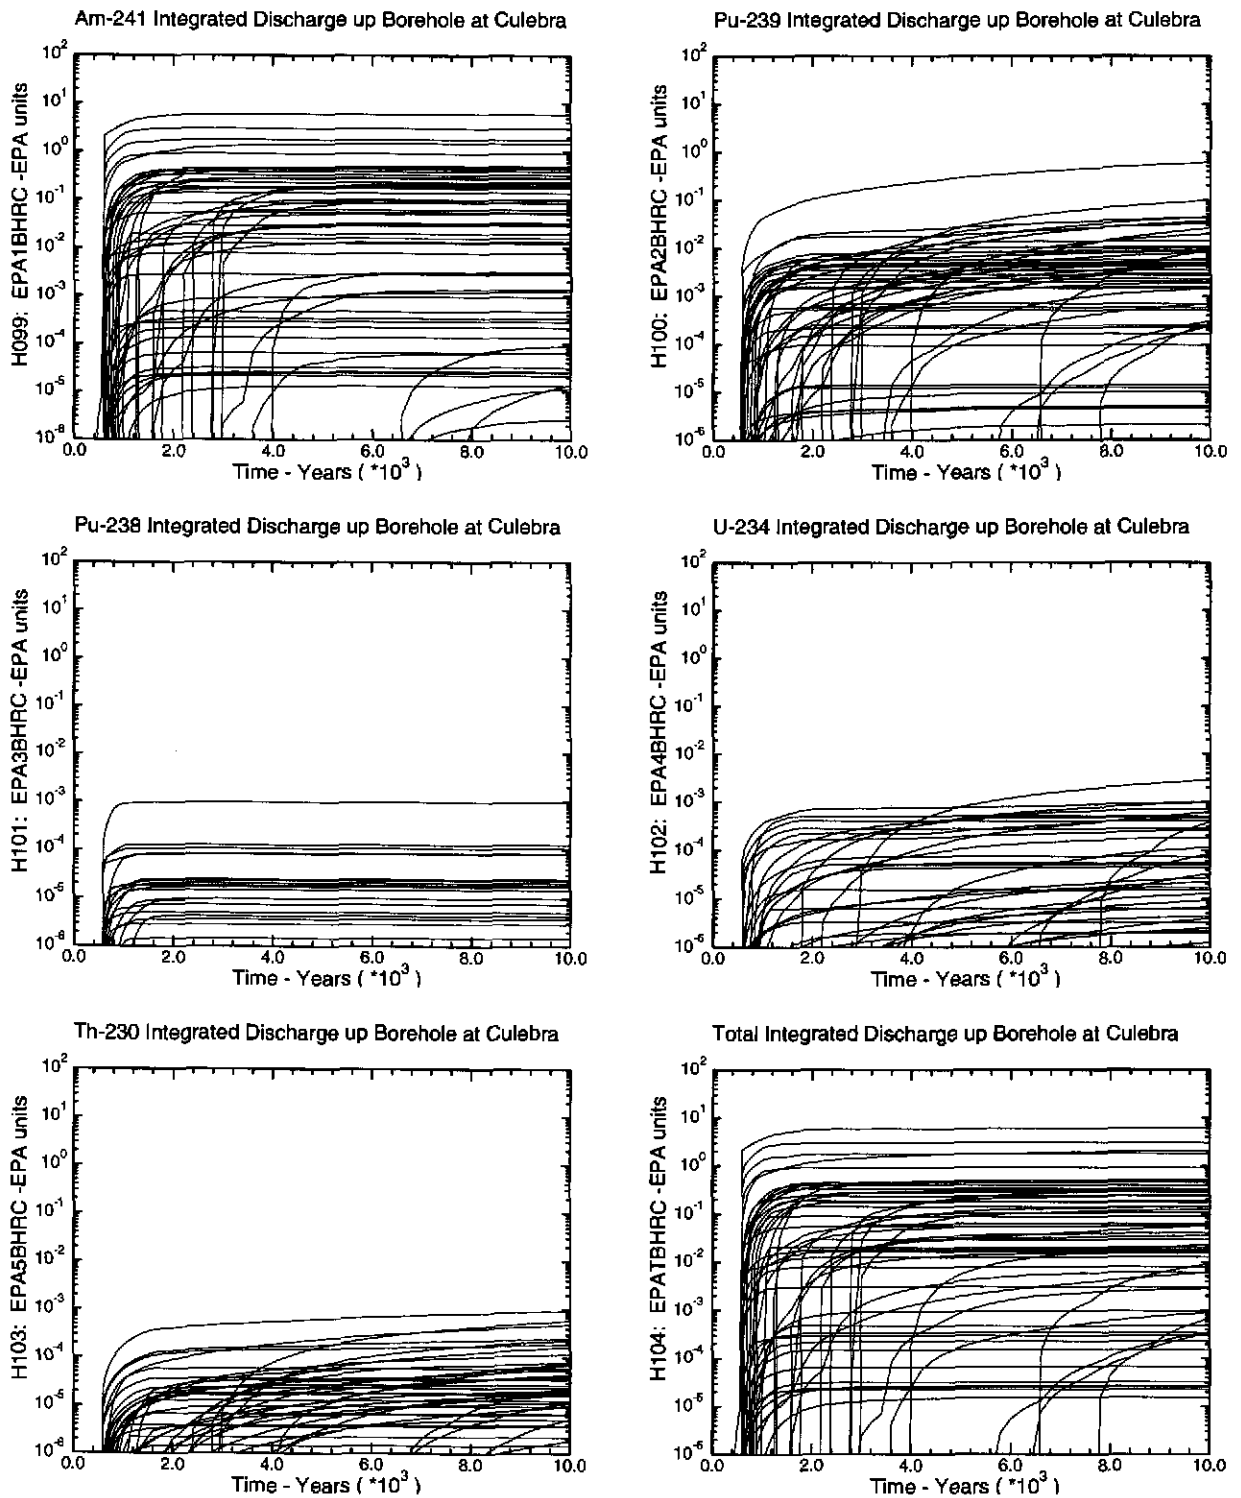 Am-241 Integrated Discharge up Borehole at Culebra
H099: EPA1BHRC -EPA units
10^2
10^1
10^0
10^-1
10^-2
10^-3
10^-4
10^-5
10^-6
0.0 2.0 4.0 6.0 8.0 10.0
Time - Years ( *10^3 )
Pu-239 Integrated Discharge up Borehole at Culebra
H100: EPA2BHRC -EPA units
10^2
10^1
10^0
10^-1
10^-2
10^-3
10^-4
10^-5
10^-6
0.0 2.0 4.0 6.0 8.0 10.0
Time - Years ( *10^3 )
Pu-238 Integrated Discharge up Borehole at Culebra
H101: EPA3BHRC -EPA units
10^2
10^1
10^0
10^-1
10^-2
10^-3
10^-4
10^-5
10^-6
0.0 2.0 4.0 6.0 8.0 10.0
Time - Years ( *10^3 )
U-234 Integrated Discharge up Borehole at Culebra
H102: EPA4BHRC -EPA units
10^2
10^1
10^0
10^-1
10^-2
10^-3
10^-4
10^-5
10^-6
0.0 2.0 4.0 6.0 8.0 10.0
Time - Years ( *10^3 )
Th-230 Integrated Discharge up Borehole at Culebra
H103: EPA5BHRC -EPA units
10^2
10^1
10^0
10^-1
10^-2
10^-3
10^-4
10^-5
10^-6
0.0 2.0 4.0 6.0 8.0 10.0
Time - Years ( *10^3 )
Total Integrated Discharge up Borehole at Culebra
H104: EPATBHRC -EPA units
10^2
10^1
10^0
10^-1
10^-2
10^-3
10^-4
10^-5
10^-6
0.0 2.0 4.0 6.0 8.0 10.0
Time - Years ( *10^3 )